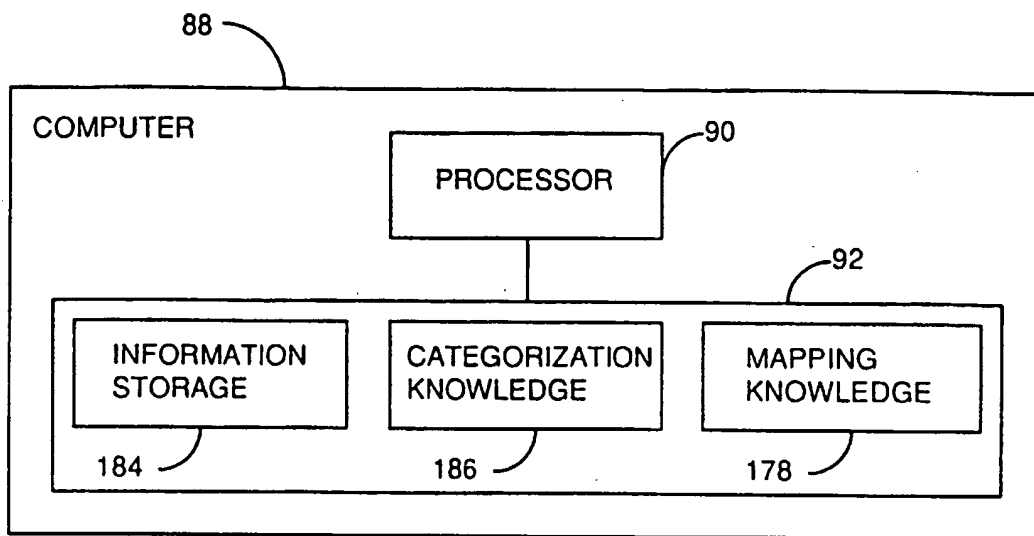 88
COMPUTER
90
PROCESSOR
92
INFORMATION
STORAGE
CATEGORIZATION
KNOWLEDGE
MAPPING
KNOWLEDGE
184
186
178